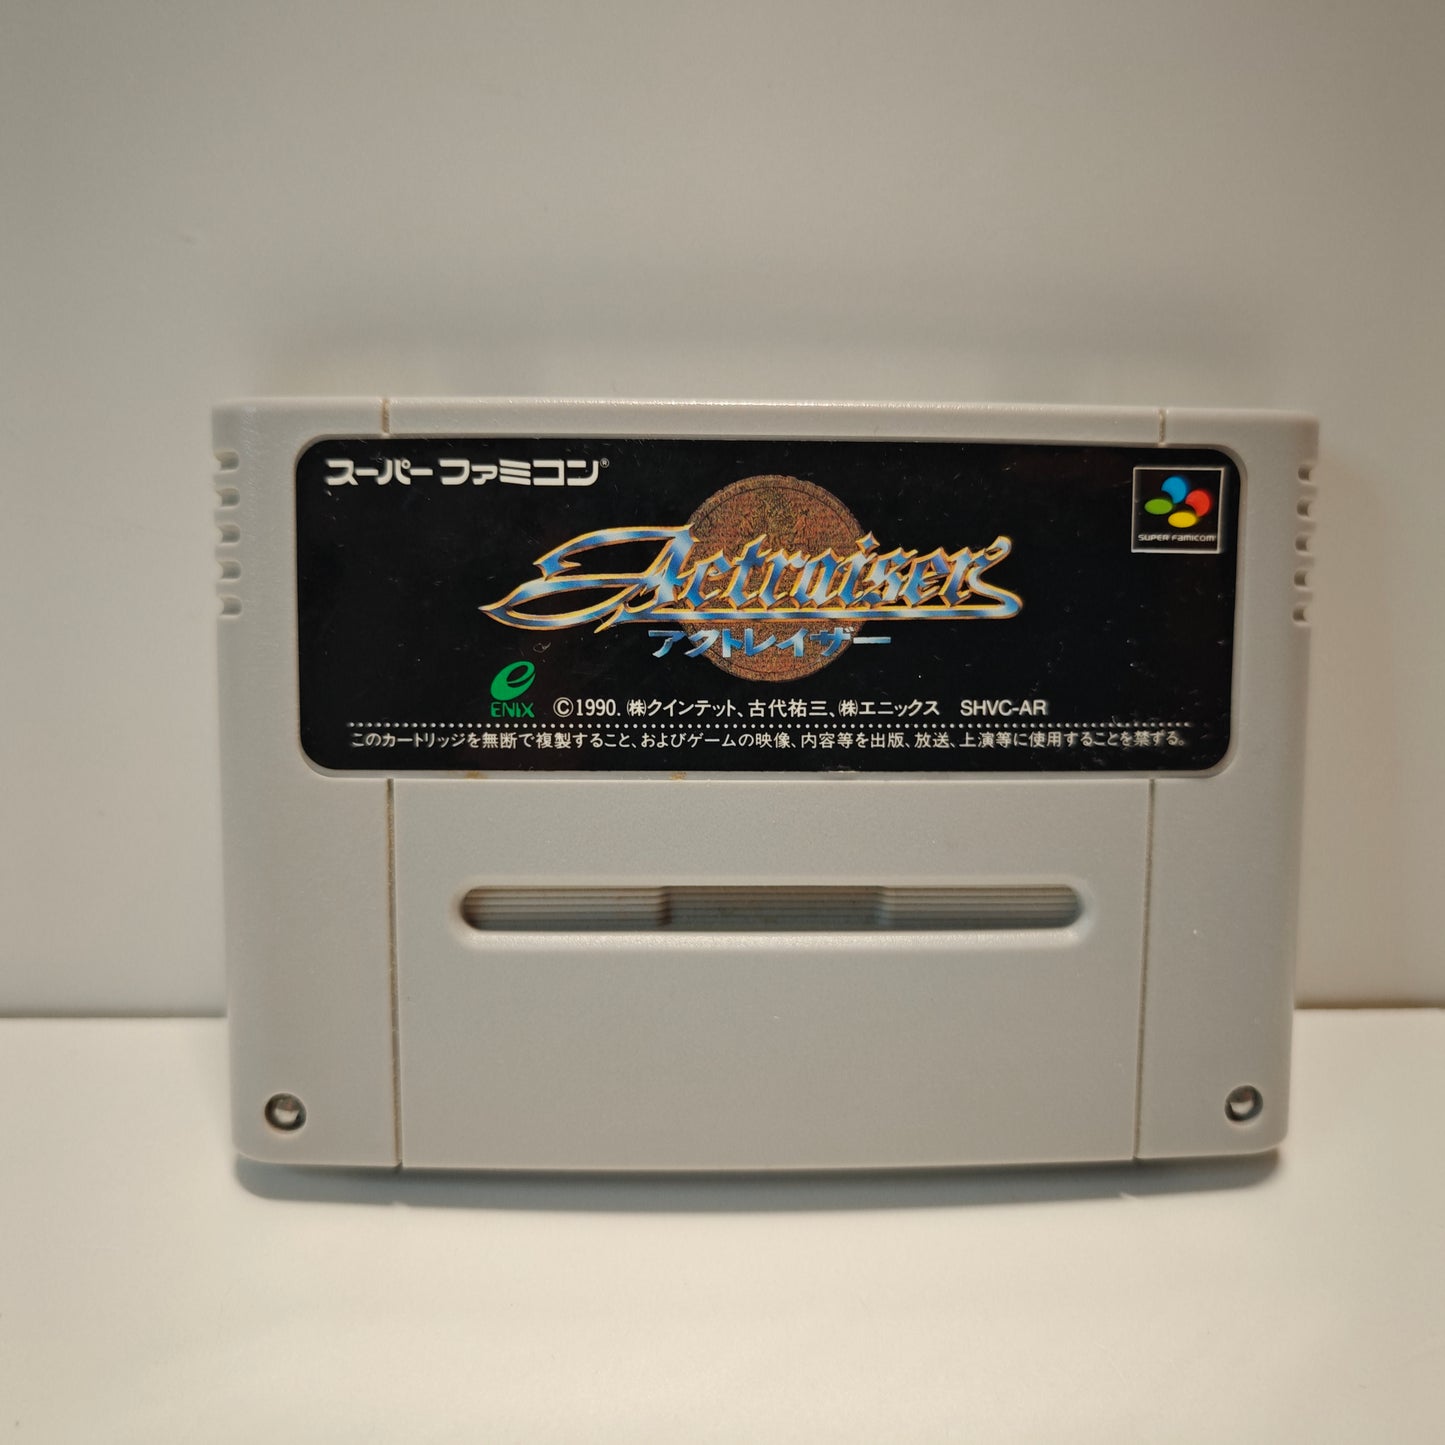 スーパーファミコン®
SUPER FAMICOM
Actraiser
アクトレイザー
ENIX
©1990. ㈱クインテット、古代祐三、㈱エニックス SHVC-AR
このカートリッジを無断で複製すること、およびゲームの映像、内容等を出版、放送、上演等に使用することを禁ずる。